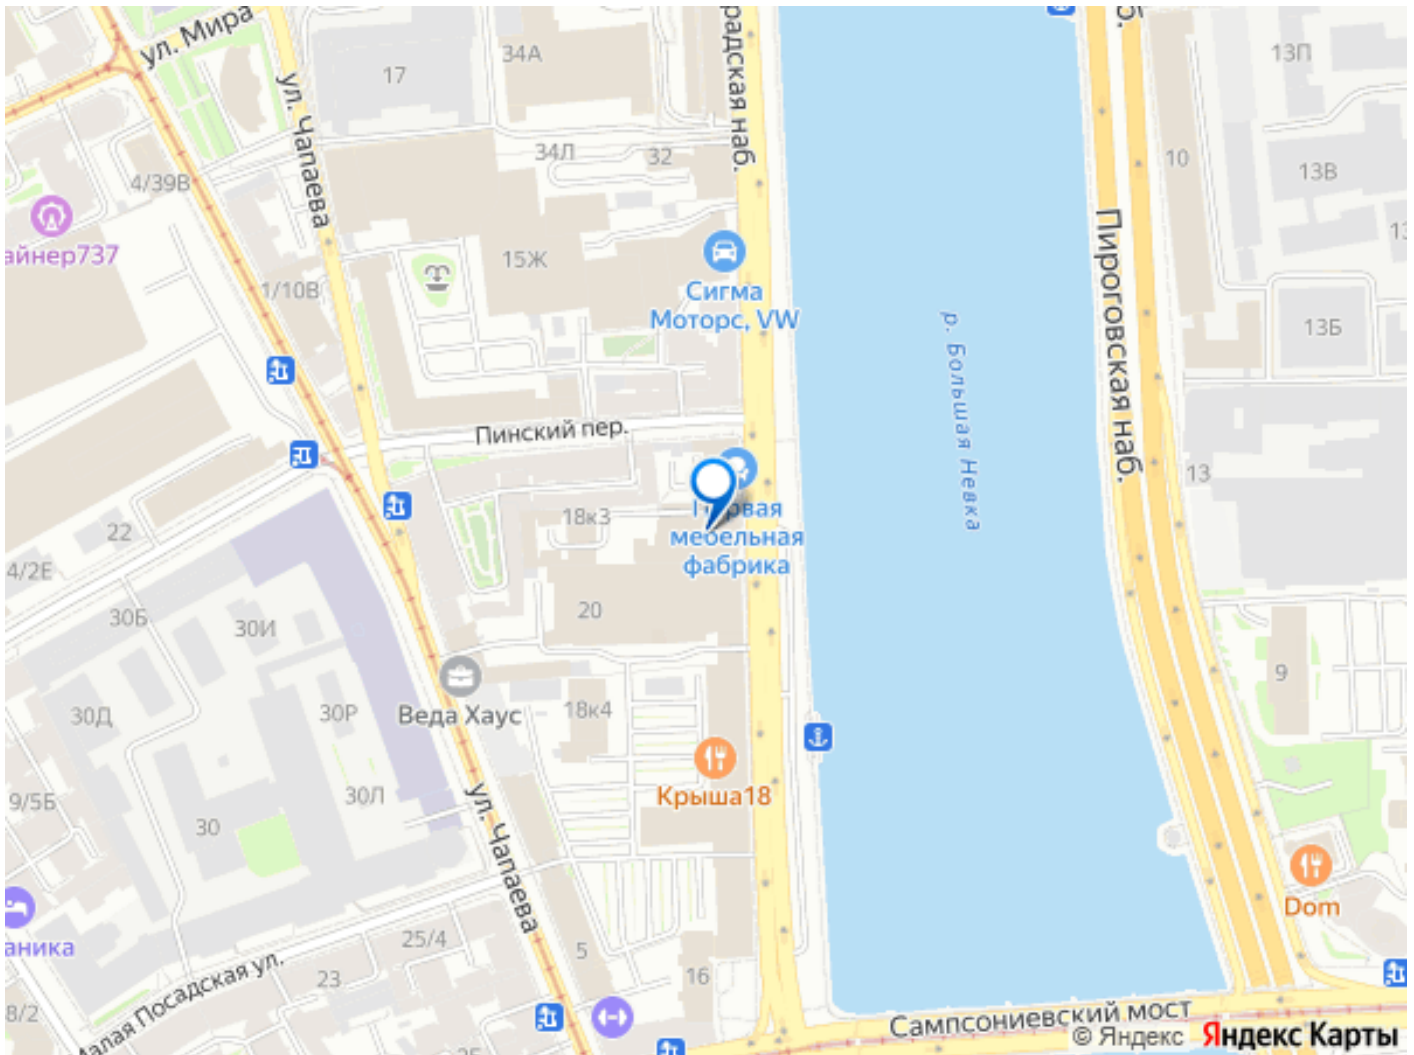 ул. Мира
34А
17
радская наб.
13П
ул. Чапаева
34Л
32
10
4/39В
13В
айнер737
15Ж
1/10В
Сигма
Моторс, VW
13Б
р. Большая Невка
Пироговская наб.
Пинский пер.
13
22
18к3
Первая
мебельная
фабрика
4/2Е
30Б
30И
20
9
30Д
30Р
Веда Хаус
18к4
9/5Б
30Л
Крыша18
30
ул. Чапаева
Dom
аника
25/4
5
23
16
8/2
Малая Посадская ул.
Сампсониевский мост
© Яндекс Яндекс Карты